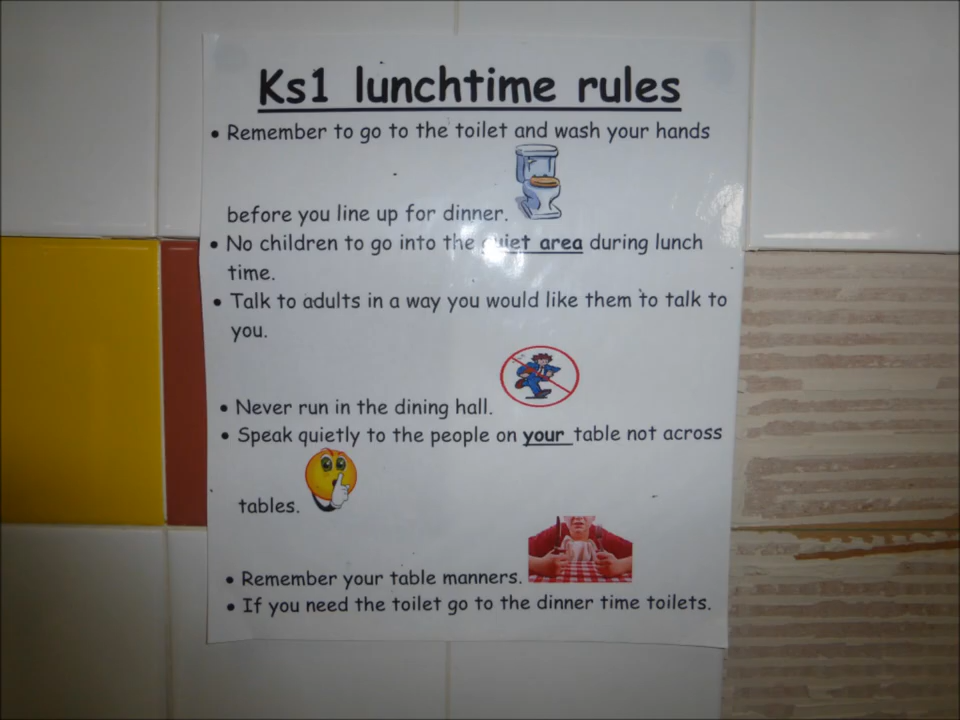 Ks1 lunchtime rules
• Remember to go to the toilet and wash your hands
before you line up for dinner.
• No children to go into the quiet area during lunch
time.
• Talk to adults in a way you would like them to talk to
you.
• Never run in the dining hall.
• Speak quietly to the people on your table not across
tables.
• Remember your table manners.
• If you need the toilet go to the dinner time toilets.